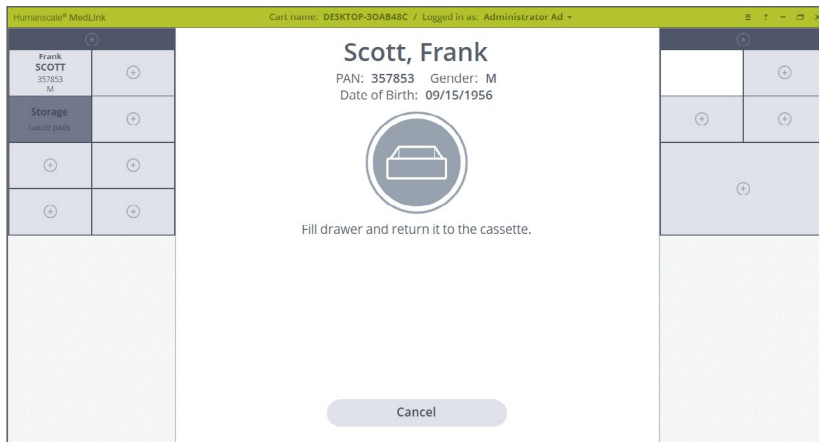 Humanscale® MedLink
Cart name: DESKTOP-3OAB48C / Logged in as: Administrator Ad
Frank
SCOTT
357853
M
Storage
Gauze pads
Scott, Frank
PAN: 357853 Gender: M
Date of Birth: 09/15/1956
Fill drawer and return it to the cassette.
Cancel